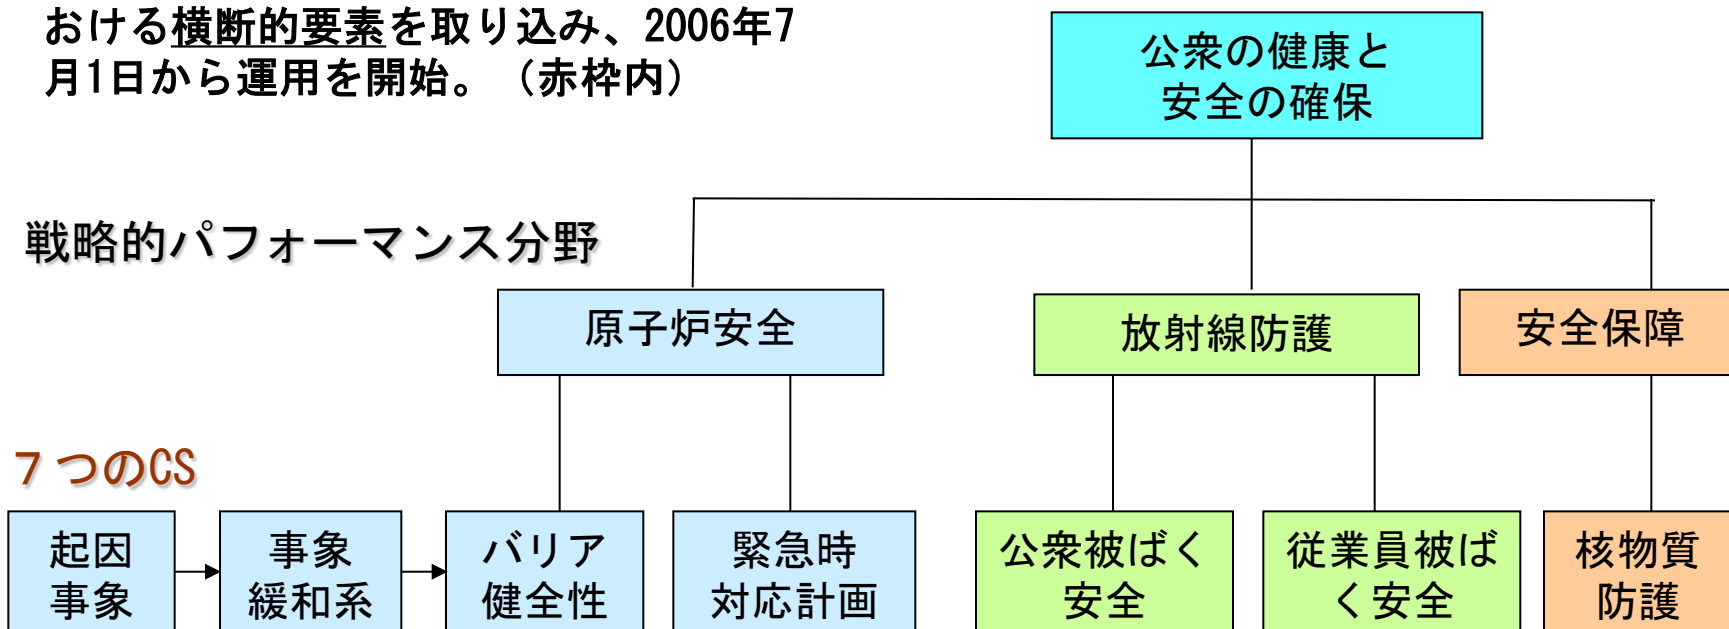 おける横断的要素を取り込み、2006年7
月1日から運用を開始。（赤枠内）
公衆の健康と
安全の確保
戦略的パフォーマンス分野
原子炉安全
放射線防護
安全保障
７つのCS
起因
事象
事象
緩和系
バリア
健全性
緊急時
対応計画
公衆被ばく
安全
従業員被ば
く安全
核物質
防護